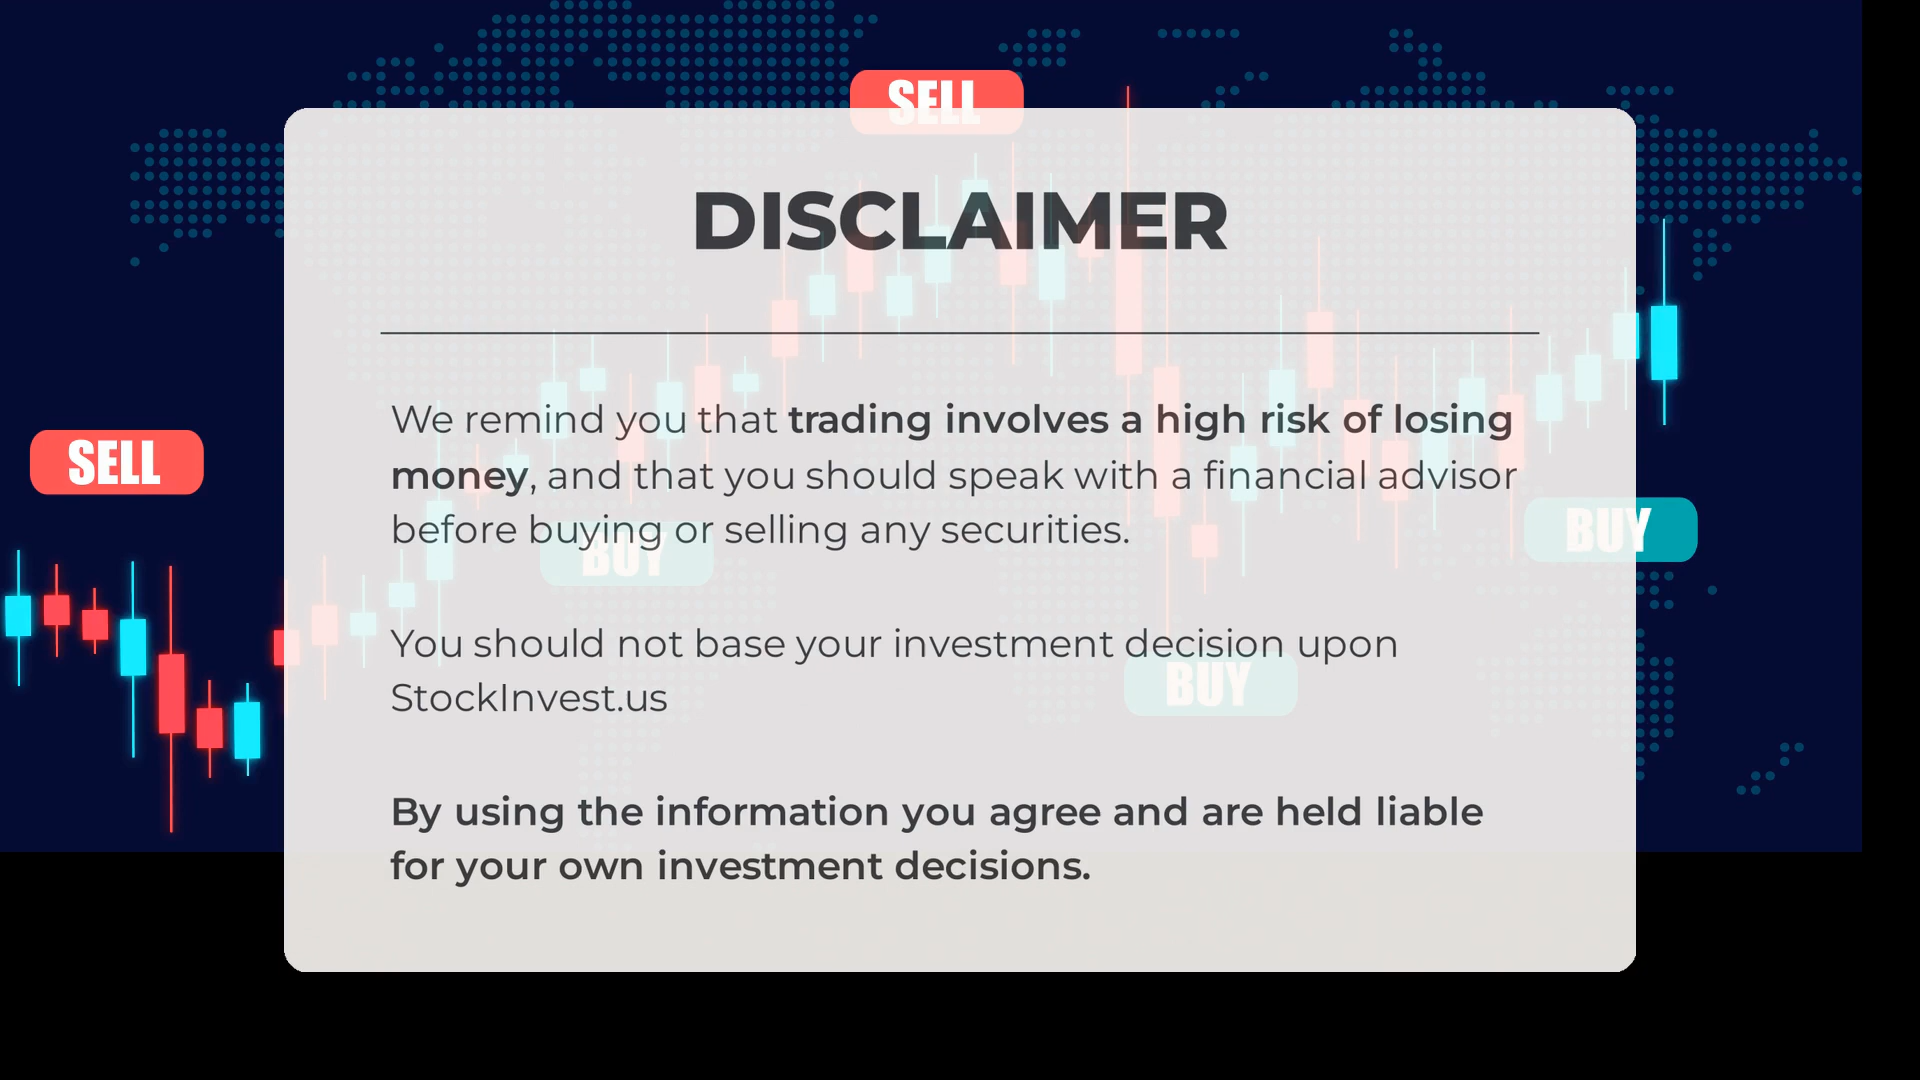 SELL
DISCLAIMER
We remind you that trading involves a high risk of losing
money, and that you should speak with a financial advisor
before buying or selling any securities.
SELL
BUY
BUY
You should not base your investment decision upon
StockInvest.us
BUY
By using the information you agree and are held liable
for your own investment decisions.